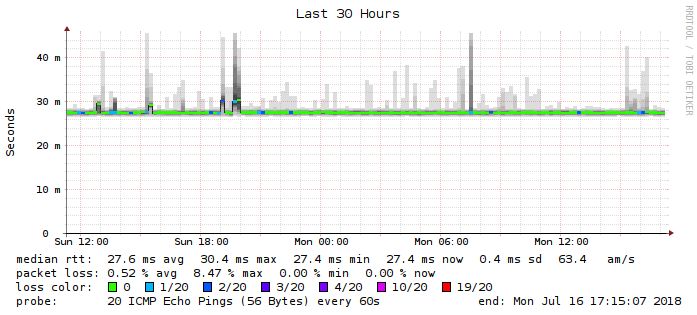 Last 30 Hours
RRDTOOL / TOBI OETIKER
Seconds
40 m
30 m
20 m
10 m
0
Sun 12:00 Sun 18:00 Mon 00:00 Mon 06:00 Mon 12:00
median rtt: 27.6 ms avg 30.4 ms max 27.4 ms min 27.4 ms now 0.4 ms sd 63.4 am/s
packet loss: 0.52 % avg 8.47 % max 0.00 % min 0.00 % now
loss color: 0 1/20 2/20 3/20 4/20 10/20 19/20
probe: 20 ICMP Echo Pings (56 Bytes) every 60s end: Mon Jul 16 17:15:07 2018